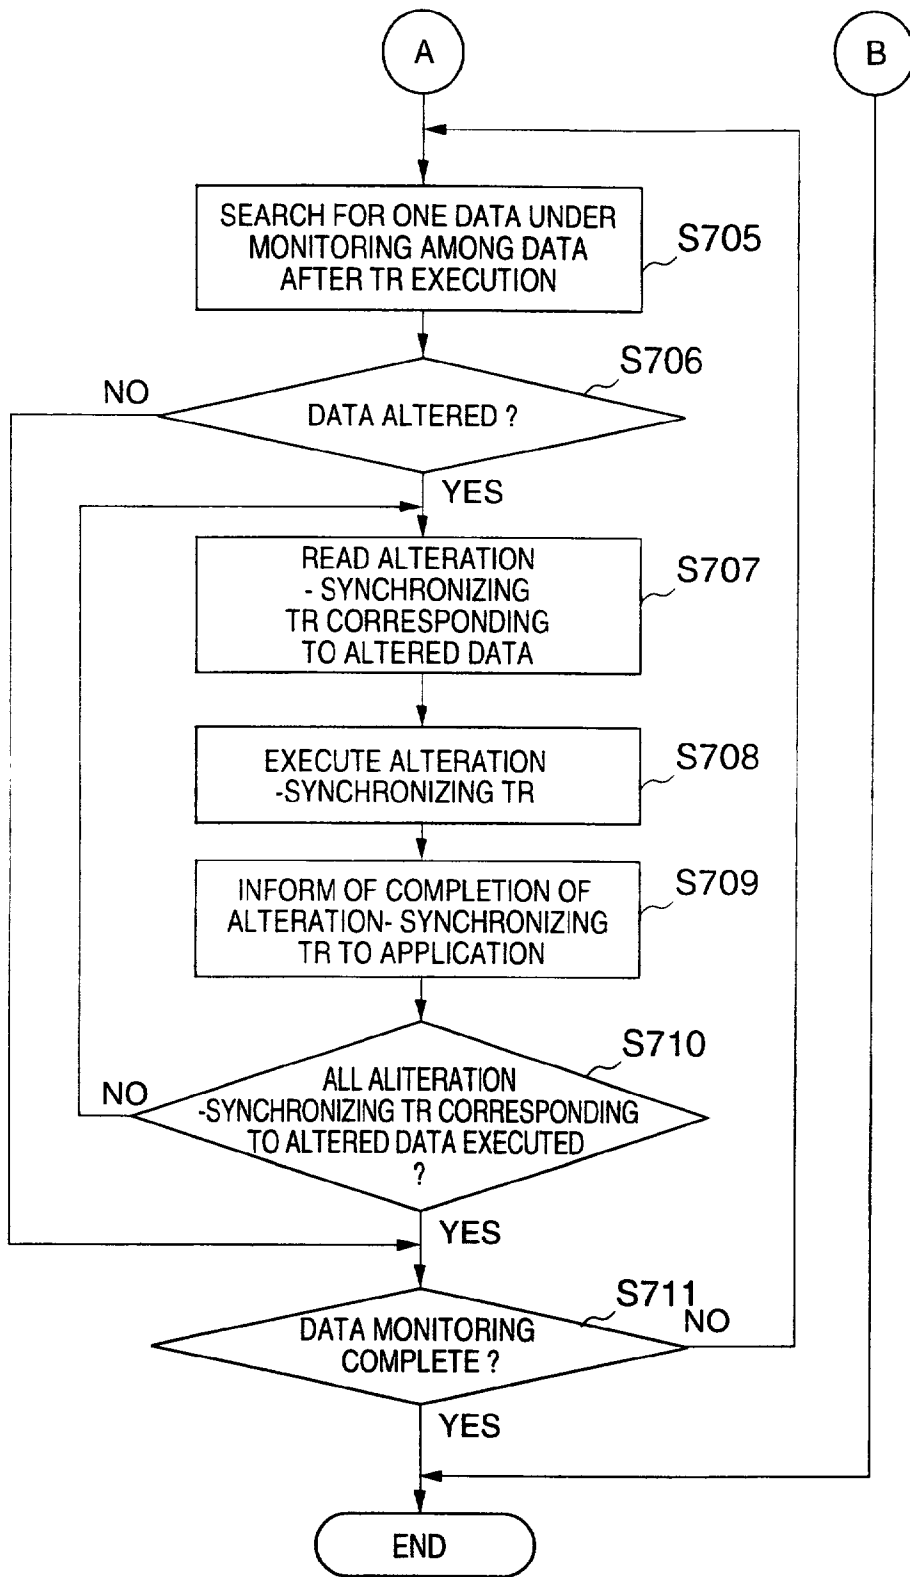 A
B
SEARCH FOR ONE DATA UNDER
MONITORING AMONG DATA
AFTER TR EXECUTION
S705
S706
NO
DATA ALTERED ?
YES
READ ALTERATION
- SYNCHRONIZING
TR CORRESPONDING
TO ALTERED DATA
S707
EXECUTE ALTERATION
-SYNCHRONIZING TR
S708
INFORM OF COMPLETION OF
ALTERATION- SYNCHRONIZING
TR TO APPLICATION
S709
S710
NO
ALL ALITERATION
-SYNCHRONIZING TR CORRESPONDING
TO ALTERED DATA EXECUTED
?
YES
S711
NO
DATA MONITORING
COMPLETE ?
YES
END